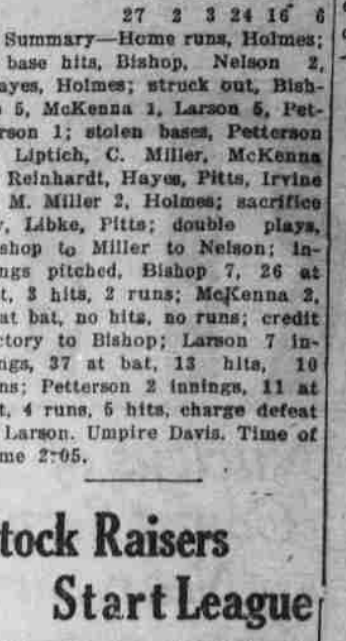 27 2 3 24 16 6
Summary—Home runs, Holmes;
base hits, Bishop, Nelson 2,
ayes, Holmes; struck out, Bish-
5, McKenna 1, Larson 5, Pet-
rson 1; stolen bases, Petterson
Liptich, C. Miller, McKenna
Reinhardt, Hayes, Pitts, Irvine
M. Miller 2, Holmes; sacrifice
y, Libke, Pitts; double plays,
shop to Miller to Nelson; in-
ngs pitched, Bishop 7, 26 at
t, 3 hits, 2 runs; McKenna 2,
at bat, no hits, no runs; credit
ctory to Bishop; Larson 7 in-
ngs, 37 at bat, 13 hits, 10
ns; Petterson 2 innings, 11 at
t, 4 runs, 5 hits, charge defeat
Larson. Umpire Davis. Time of
me 2:05.
tock Raisers
Start League